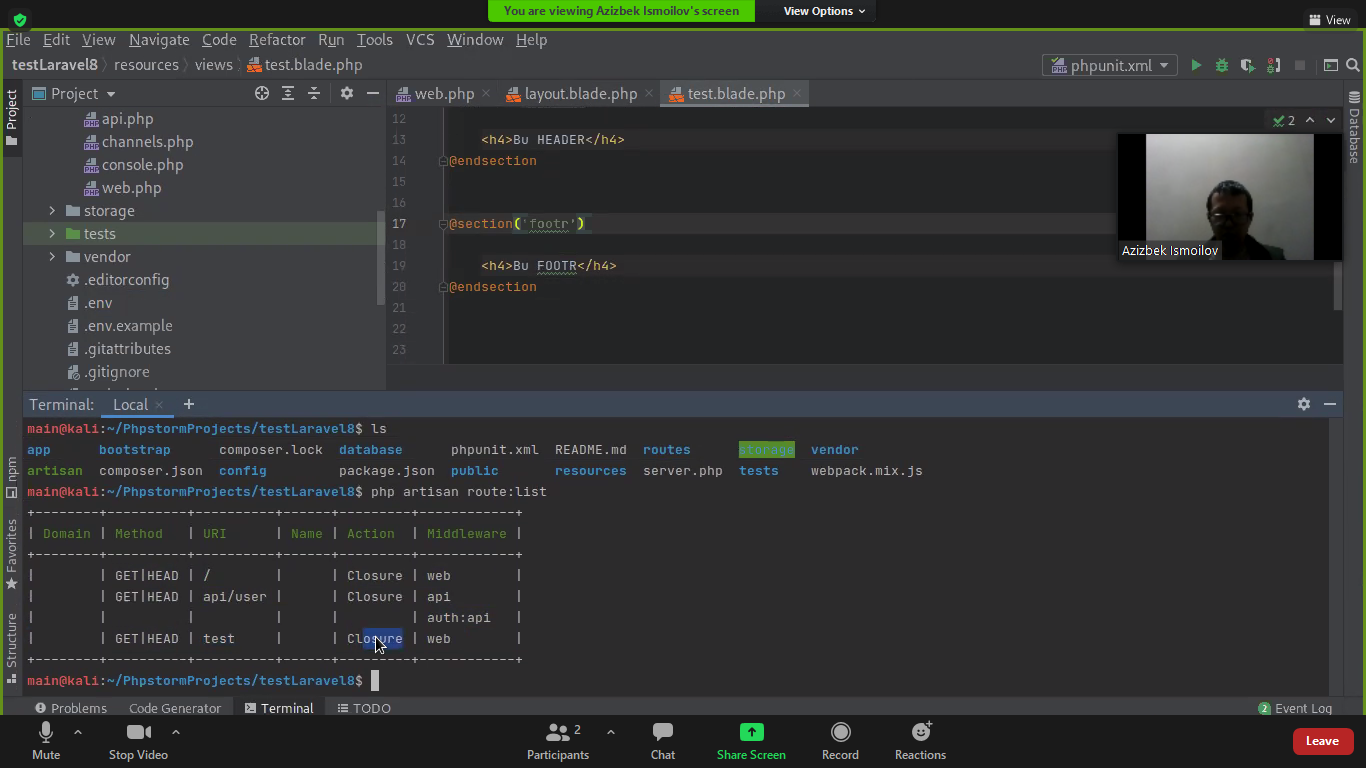 You are viewing Azizbek Ismoilov's screen View Options
View
File Edit View Navigate Code Refactor Run Tools VCS Window Help
testLaravel8 resources views test.blade.php phpunit.xml
Project web.php layout.blade.php test.blade.php
Project
Database
api.php
channels.php
console.php
web.php
storage
tests
vendor
.editorconfig
.env
.env.example
.gitattributes
.gitignore
2
12
13 <h4>Bu HEADER</h4>
14 @endsection
15
16
17 @section('footr')
18
19 <h4>Bu FOOTR</h4>
20 @endsection
21
22
23
Azizbek Ismoilov
Terminal: Local +
main@kali:~/PhpstormProjects/testLaravel8$ ls
app bootstrap composer.lock database phpunit.xml README.md routes storage vendor
artisan composer.json config package.json public resources server.php tests webpack.mix.js
main@kali:~/PhpstormProjects/testLaravel8$ php artisan route:list
+--------+----------+----------+------+---------+------------+
| Domain | Method | URI | Name | Action | Middleware |
+--------+----------+----------+------+---------+------------+
| | GET|HEAD | / | | Closure | web |
| | GET|HEAD | api/user | | Closure | api |
| | | | | | auth:api |
| | GET|HEAD | test | | Closure | web |
+--------+----------+----------+------+---------+------------+
main@kali:~/PhpstormProjects/testLaravel8$
npm
Favorites
Structure
Problems Code Generator Terminal TODO 2 Event Log
Mute Stop Video Participants 2 Chat Share Screen Record Reactions Leave